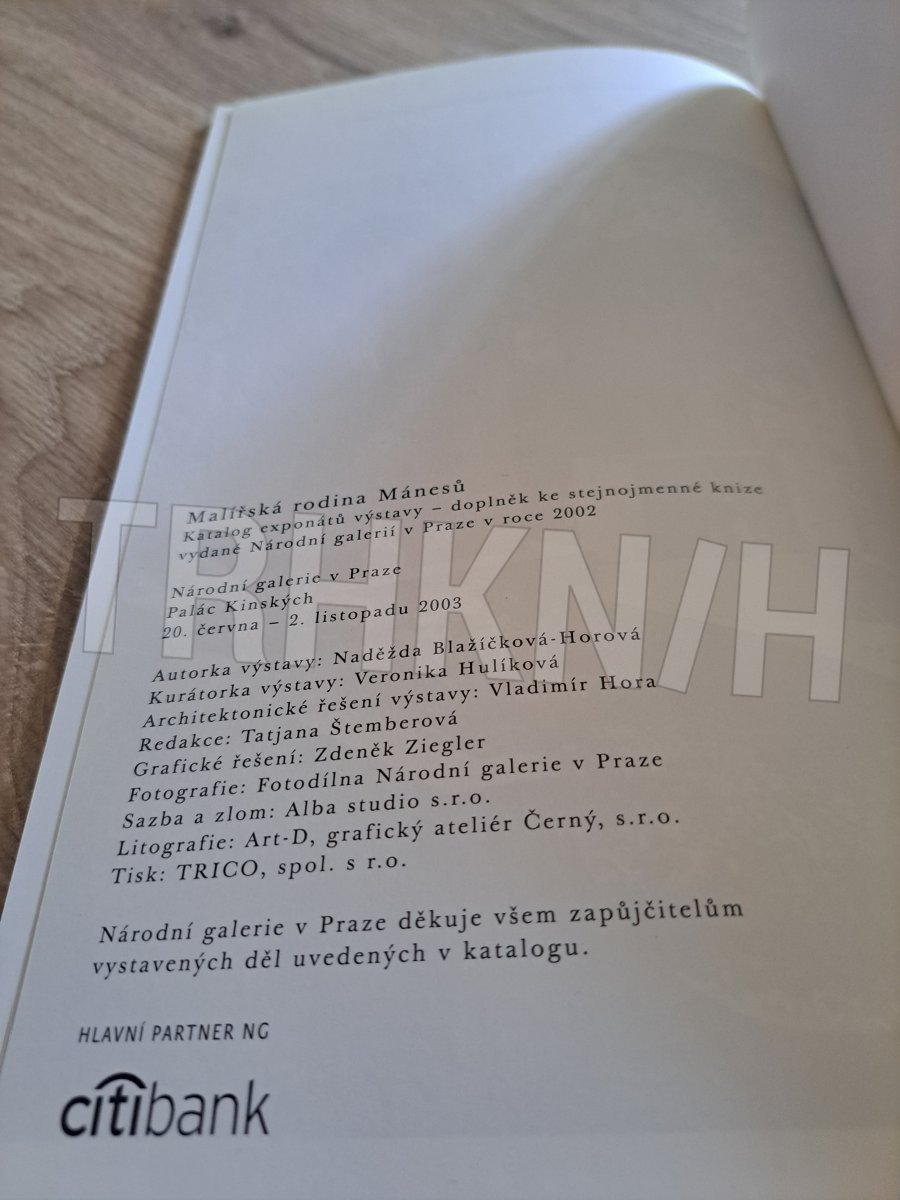 Malířská rodina Mánesů
Katalog exponátů výstavy – doplněk ke stejnojmenné knize
vydané Národní galerií v Praze v roce 2002
Národní galerie v Praze
Palác Kinských
20. června – 2. listopadu 2003
Autorka výstavy: Naděžda Blažíčková-Horová
Kurátorka výstavy: Veronika Hulíková
Architektonické řešení výstavy: Vladimír Hora
Redakce: Tatjana Štemberová
Grafické řešení: Zdeněk Ziegler
Fotografie: Fotodílna Národní galerie v Praze
Sazba a zlom: Alba studio s.r.o.
Litografie: Art-D, grafický ateliér Černý, s.r.o.
Tisk: TRICO, spol. s r.o.
Národní galerie v Praze děkuje všem zapůjčitelům
vystavených děl uvedených v katalogu.
HLAVNÍ PARTNER NG
citibank
TRHKN/H